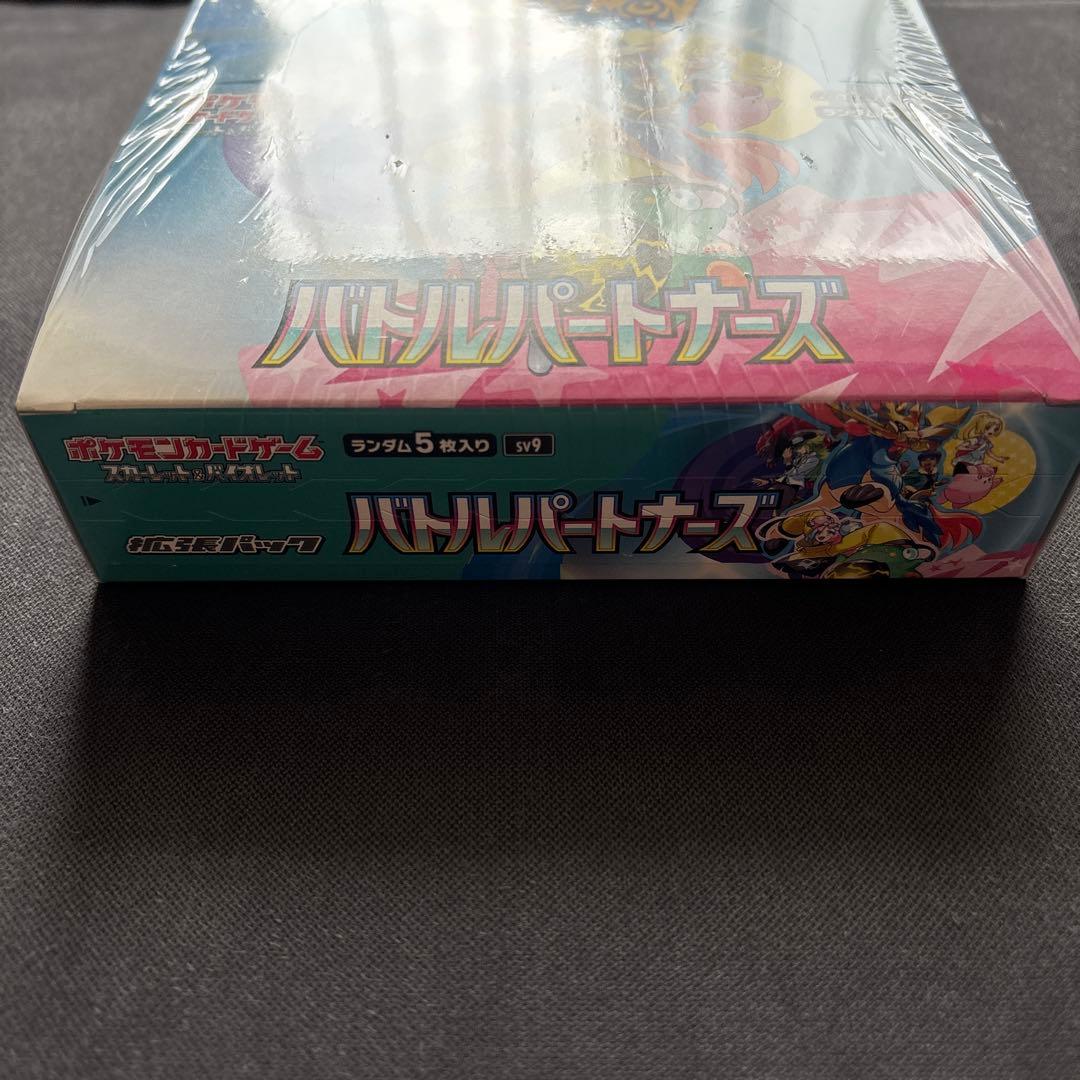 バトルパートナーズ
ポケモンカードゲーム ランダム5枚入り SV9
スカーレット&バイオレット
拡張パック バトルパートナーズ